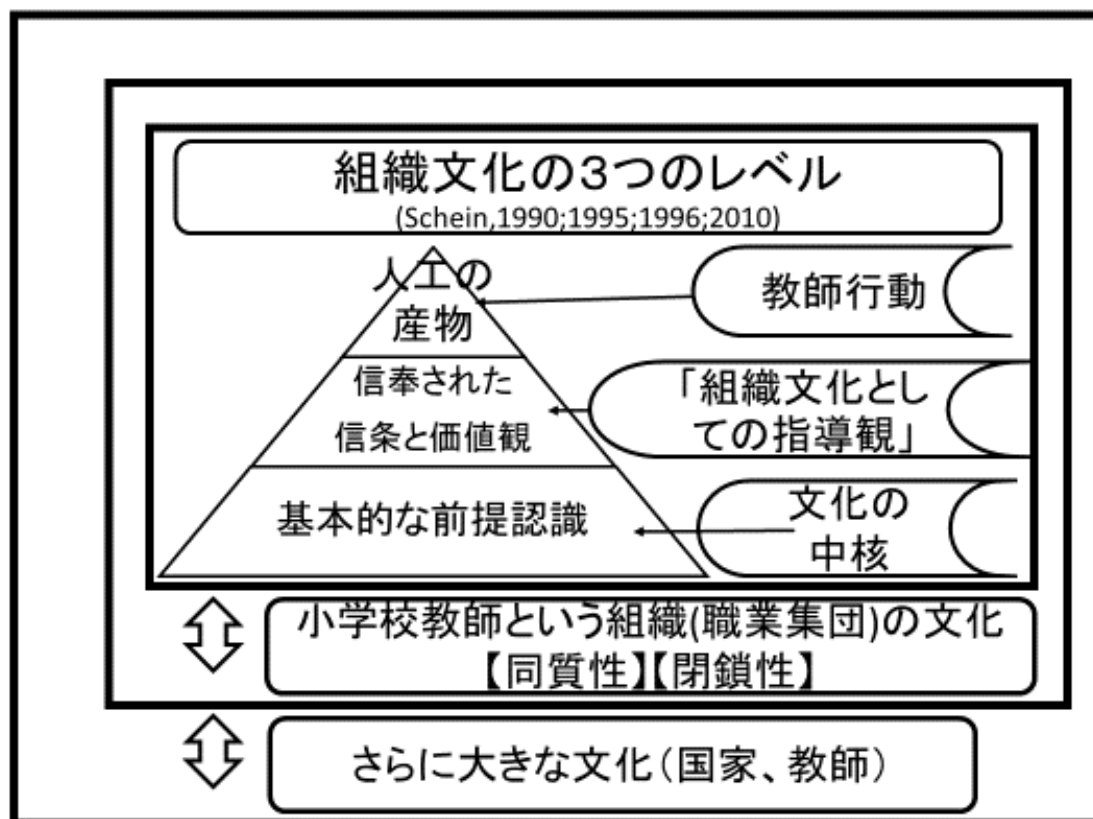 組織文化の3つのレベル
(Schein,1990;1995;1996;2010)
人工の
産物
教師行動
信奉された
信条と価値観
「組織文化とし
ての指導観」
基本的な前提認識
文化の
中核
小学校教師という組織(職業集団)の文化
【同質性】【閉鎖性】
さらに大きな文化(国家、教師)